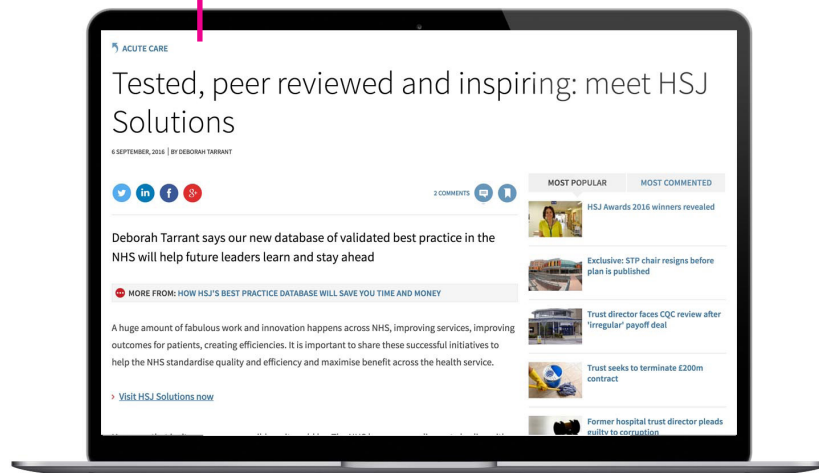 ACUTE CARE
Tested, peer reviewed and inspiring: meet HSJ
Solutions
6 SEPTEMBER, 2016 | BY DEBORAH TARRANT
2 COMMENTS
Deborah Tarrant says our new database of validated best practice in the
NHS will help future leaders learn and stay ahead
MORE FROM: HOW HSJ'S BEST PRACTICE DATABASE WILL SAVE YOU TIME AND MONEY
A huge amount of fabulous work and innovation happens across NHS, improving services, improving
outcomes for patients, creating efficiencies. It is important to share these successful initiatives to
help the NHS standardise quality and efficiency and maximise benefit across the health service.
› Visit HSJ Solutions now
MOST POPULAR MOST COMMENTED
HSJ Awards 2016 winners revealed
Exclusive: STP chair resigns before
plan is published
Trust director faces CQC review after
'irregular' payoff deal
Trust seeks to terminate £200m
contract
Former hospital trust director pleads
guilty to corruption